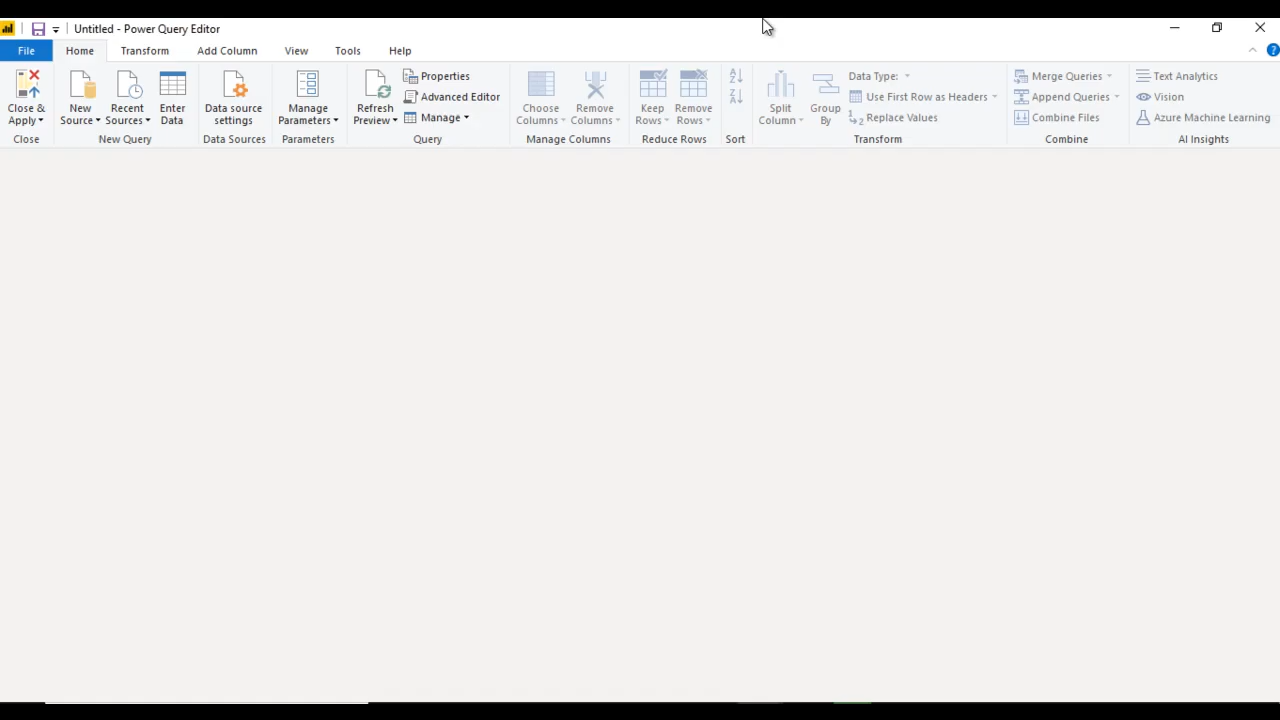 Untitled - Power Query Editor
File Home Transform Add Column View Tools Help
Close & Apply
Close
New Source
Recent Sources
Enter Data
New Query
Data source settings
Data Sources
Manage Parameters
Parameters
Refresh Preview
Properties
Advanced Editor
Manage
Query
Choose Columns
Remove Columns
Manage Columns
Keep Rows
Remove Rows
Reduce Rows
Sort
Split Column
Group By
Data Type:
Use First Row as Headers
Replace Values
Transform
Merge Queries
Append Queries
Combine Files
Combine
Text Analytics
Vision
Azure Machine Learning
AI Insights